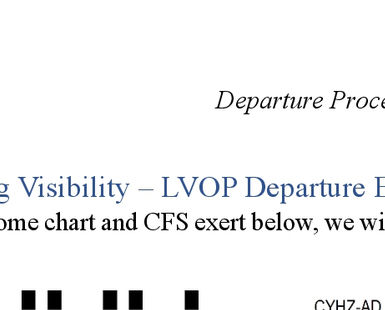 Departure Proce
g Visibility – LVOP Departure E
ome chart and CFS exert below, we wi
CYHZ-AD